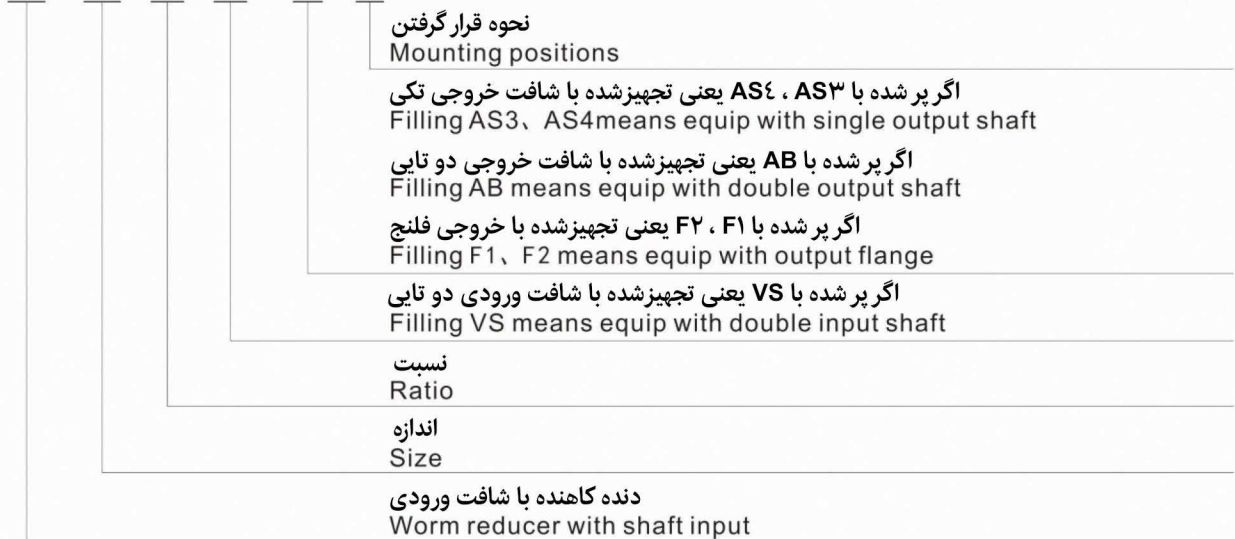 نحوه قرار گرفتن
Mounting positions
اگر پر شده با AS۳ ، AS٤ یعنی تجهیزشده با شافت خروجی تکی
Filling AS3、AS4means equip with single output shaft
اگر پر شده با AB یعنی تجهیزشده با شافت خروجی دو تایی
Filling AB means equip with double output shaft
اگر پر شده با F۱ ، F۲ یعنی تجهیزشده با خروجی فلنج
Filling F1、F2 means equip with output flange
اگر پر شده با VS یعنی تجهیزشده با شافت ورودی دو تایی
Filling VS means equip with double input shaft
نسبت
Ratio
اندازه
Size
دنده کاهنده با شافت ورودی
Worm reducer with shaft input